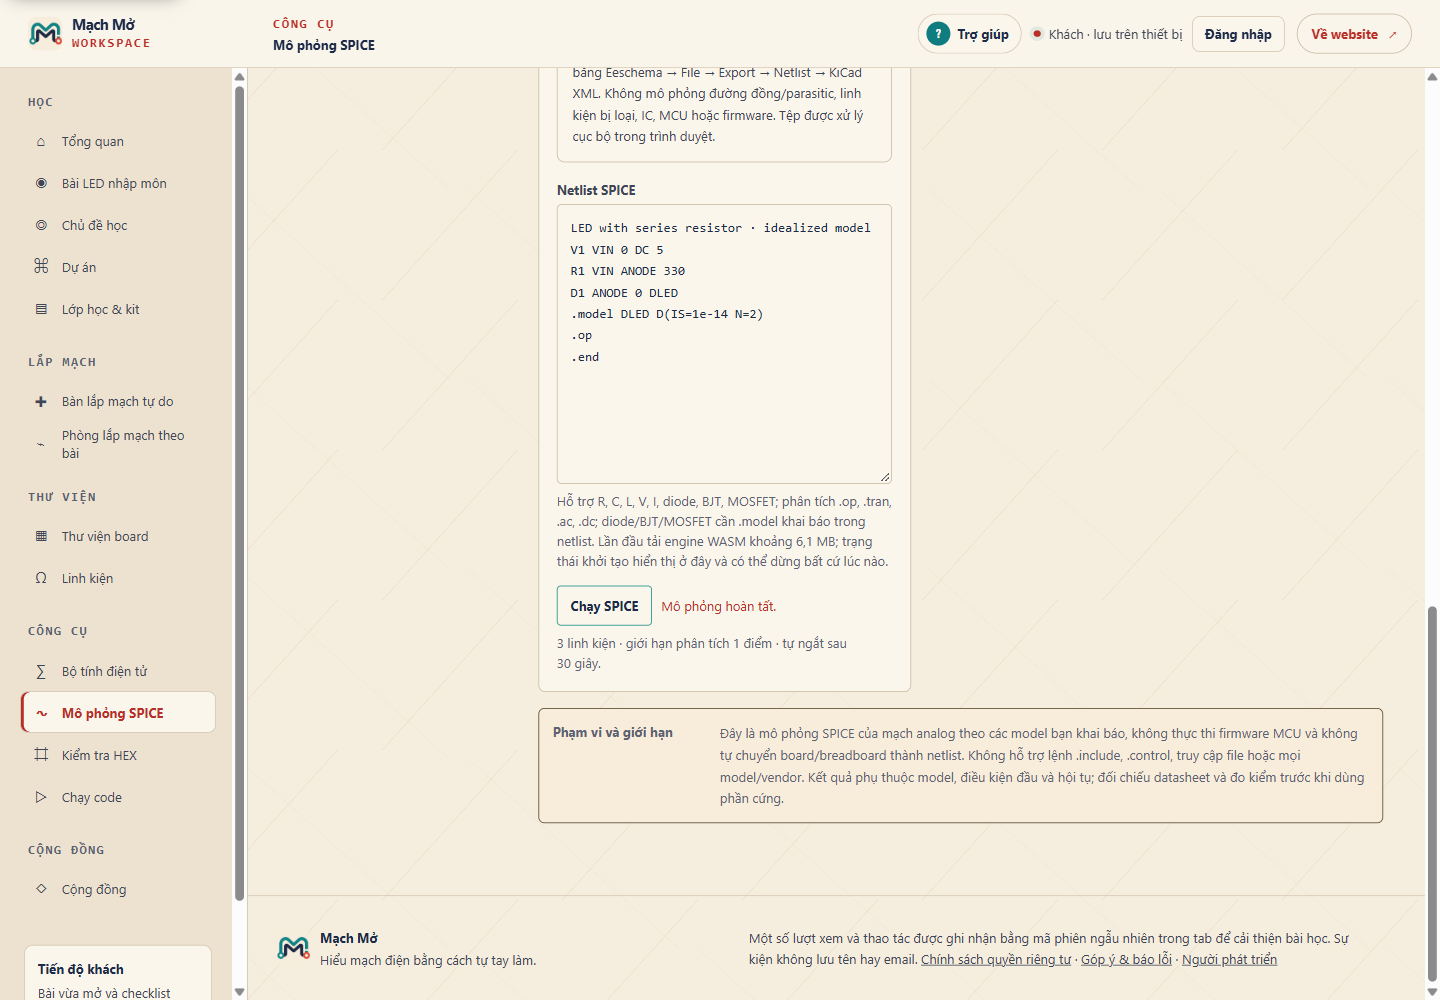 Mạch Mở
WORKSPACE
CÔNG CỤ
Mô phỏng SPICE
? Trợ giúp
Khách · lưu trên thiết bị
Đăng nhập
Về website ↗
HỌC
Tổng quan
Bài LED nhập môn
Chủ đề học
Dự án
Lớp học & kit
LẮP MẠCH
Bàn lắp mạch tự do
Phòng lắp mạch theo
bài
THƯ VIỆN
Thư viện board
Linh kiện
CÔNG CỤ
Bộ tính điện tử
Mô phỏng SPICE
Kiểm tra HEX
Chạy code
CỘNG ĐỒNG
Cộng đồng
Tiến độ khách
Bài vừa mở và checklist
bằng Eeschema → File → Export → Netlist → KiCad
XML. Không mô phỏng đường đồng/parasitic, linh
kiện bị loại, IC, MCU hoặc firmware. Tệp được xử lý
cục bộ trong trình duyệt.
Netlist SPICE
LED with series resistor · idealized model
V1 VIN 0 DC 5
R1 VIN ANODE 330
D1 ANODE 0 DLED
.model DLED D(IS=1e-14 N=2)
.op
.end
Hỗ trợ R, C, L, V, I, diode, BJT, MOSFET; phân tích .op, .tran,
.ac, .dc; diode/BJT/MOSFET cần .model khai báo trong
netlist. Lần đầu tải engine WASM khoảng 6,1 MB; trạng
thái khởi tạo hiển thị ở đây và có thể dừng bất cứ lúc nào.
Chạy SPICE
Mô phỏng hoàn tất.
3 linh kiện · giới hạn phân tích 1 điểm · tự ngắt sau
30 giây.
Phạm vi và giới hạn
Đây là mô phỏng SPICE của mạch analog theo các model bạn khai báo, không thực thi firmware MCU và không
tự chuyển board/breadboard thành netlist. Không hỗ trợ lệnh .include, .control, truy cập file hoặc mọi
model/vendor. Kết quả phụ thuộc model, điều kiện đầu và hội tụ; đối chiếu datasheet và đo kiểm trước khi dùng
phần cứng.
Mạch Mở
Hiểu mạch điện bằng cách tự tay làm.
Một số lượt xem và thao tác được ghi nhận bằng mã phiên ngẫu nhiên trong tab để cải thiện bài học. Sự
kiện không lưu tên hay email. Chính sách quyền riêng tư · Góp ý & báo lỗi · Người phát triển